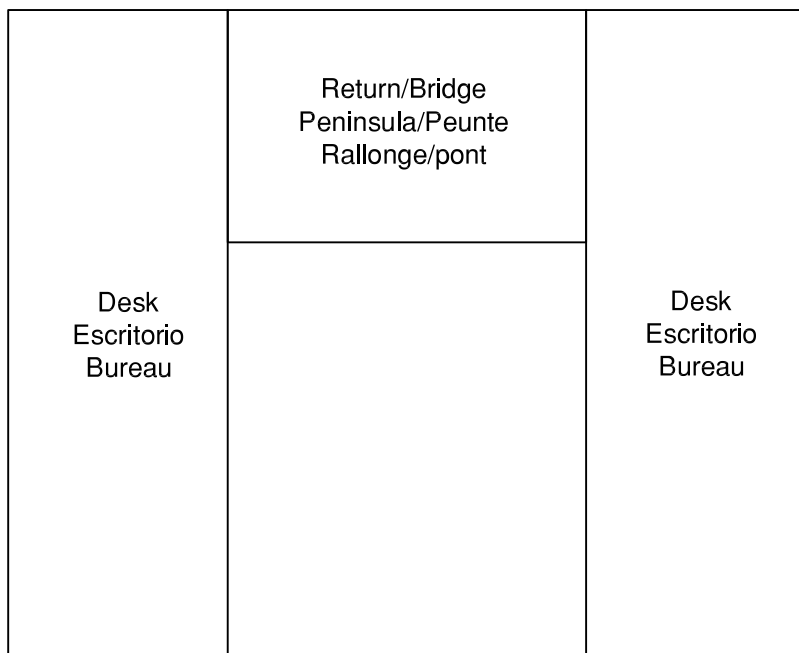 Return/Bridge
Peninsula/Peunte
Rallonge/pont
Desk
Escritorio
Bureau
Desk
Escritorio
Bureau